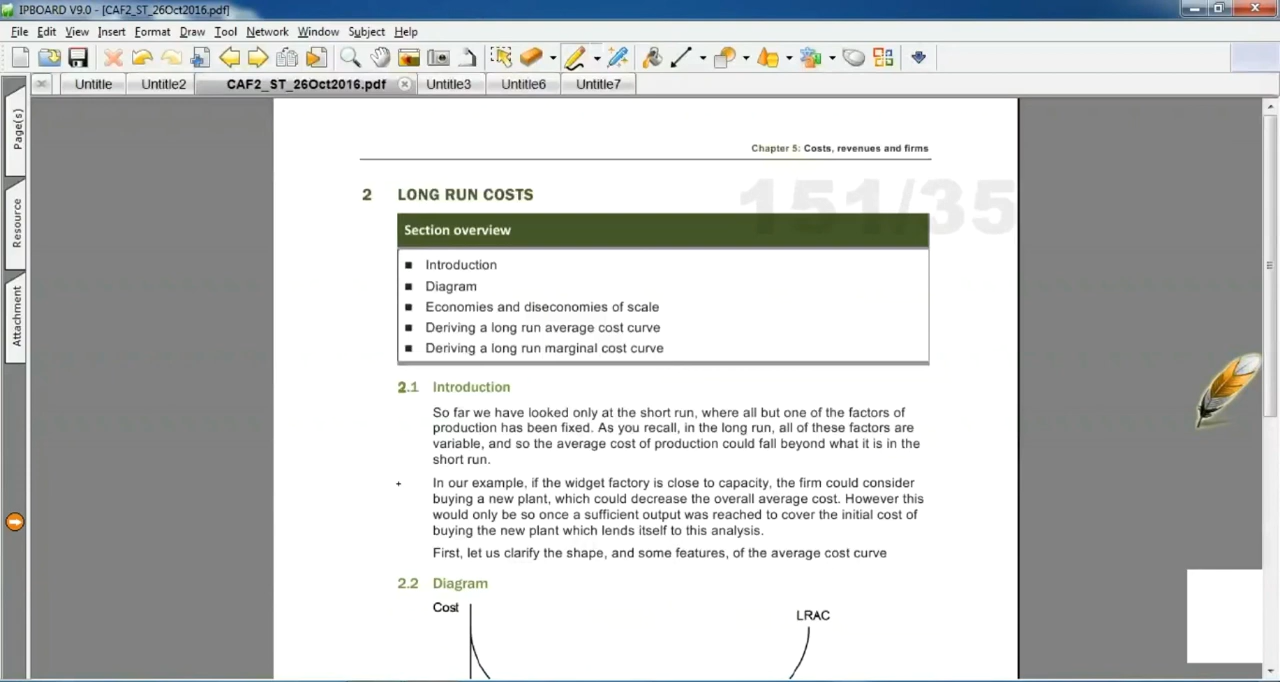 IPBOARD V9.0 - [CAF2_ST_26Oct2016.pdf]
File Edit View Insert Format Draw Tool Network Window Subject Help
Untitle Untitle2 CAF2_ST_26Oct2016.pdf Untitle3 Untitle6 Untitle7
Page(s)
Resource
Attachment
Chapter 5: Costs, revenues and firms
151/35
2 LONG RUN COSTS
Section overview
■ Introduction
■ Diagram
■ Economies and diseconomies of scale
■ Deriving a long run average cost curve
■ Deriving a long run marginal cost curve
2.1 Introduction
So far we have looked only at the short run, where all but one of the factors of
production has been fixed. As you recall, in the long run, all of these factors are
variable, and so the average cost of production could fall beyond what it is in the
short run.
In our example, if the widget factory is close to capacity, the firm could consider
buying a new plant, which could decrease the overall average cost. However this
would only be so once a sufficient output was reached to cover the initial cost of
buying the new plant which lends itself to this analysis.
First, let us clarify the shape, and some features, of the average cost curve
2.2 Diagram
Cost
LRAC